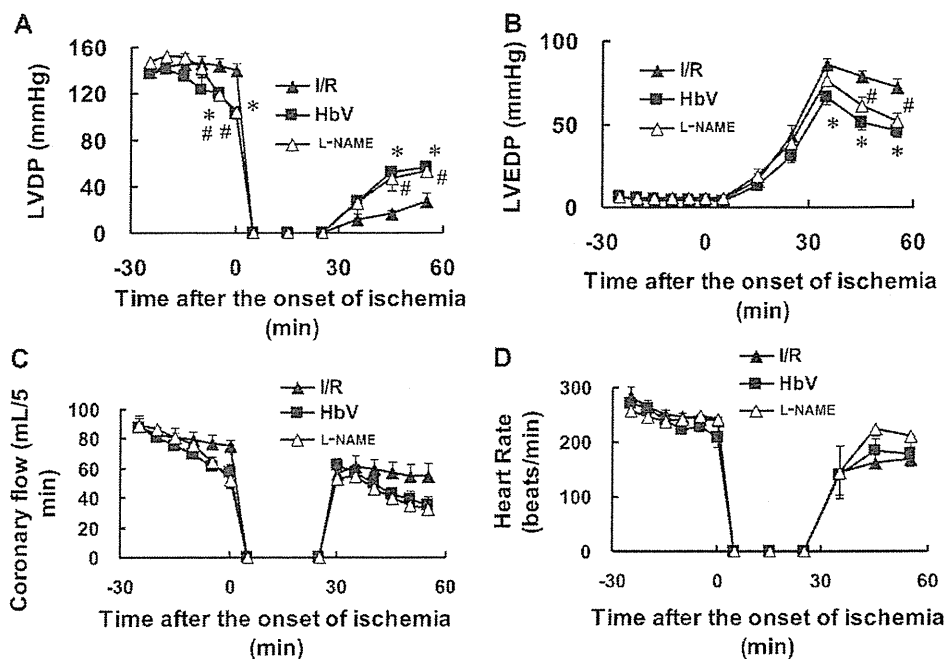 A
LVDP (mmHg)
160
120
80
40
0
I/R
HbV
L-NAME
*
#
#
*
*
#
*
#
-30
0
30
60
Time after the onset of ischemia
(min)
B
LVEDP (mmHg)
100
50
0
I/R
HbV
L-NAME
#
#
*
*
*
-30
0
30
60
Time after the onset of ischemia
(min)
C
Coronary flow (mL/5
min)
100
80
60
40
20
0
I/R
HbV
L-NAME
-30
0
30
60
Time after the onset of ischemia
(min)
D
Heart Rate
(beats/min)
300
200
100
0
I/R
HbV
L-NAME
-30
0
30
60
Time after the onset of ischemia
(min)